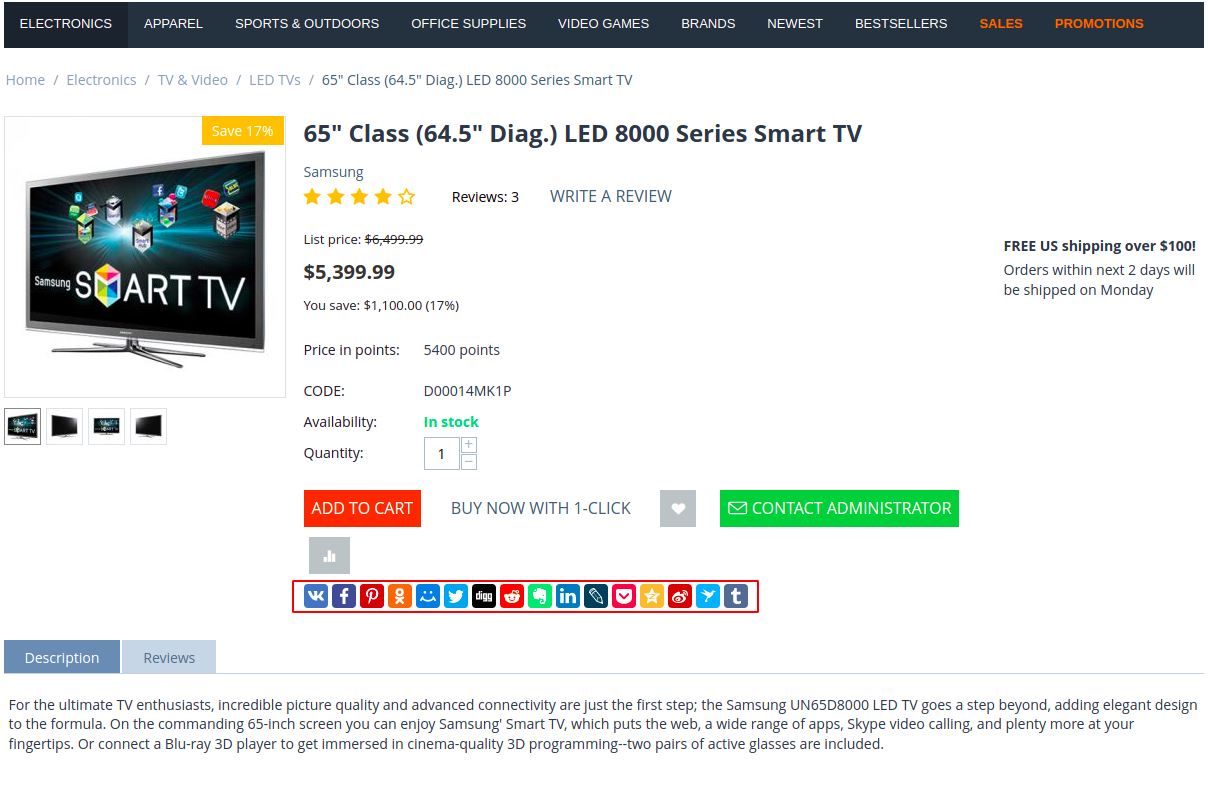 ELECTRONICS APPAREL SPORTS & OUTDOORS OFFICE SUPPLIES VIDEO GAMES BRANDS NEWEST BESTSELLERS SALES PROMOTIONS
Home / Electronics / TV & Video / LED TVs / 65" Class (64.5" Diag.) LED 8000 Series Smart TV
Save 17%
Samsung SMART TV
Smart Hub
65" Class (64.5" Diag.) LED 8000 Series Smart TV
Samsung
Reviews: 3 WRITE A REVIEW
List price: $6,499.99
$5,399.99
You save: $1,100.00 (17%)
FREE US shipping over $100!
Orders within next 2 days will
be shipped on Monday
Price in points: 5400 points
CODE: D00014MK1P
Availability: In stock
Quantity: 1 + −
ADD TO CART BUY NOW WITH 1-CLICK CONTACT ADMINISTRATOR
digg in t
Description Reviews
For the ultimate TV enthusiasts, incredible picture quality and advanced connectivity are just the first step; the Samsung UN65D8000 LED TV goes a step beyond, adding elegant design
to the formula. On the commanding 65-inch screen you can enjoy Samsung' Smart TV, which puts the web, a wide range of apps, Skype video calling, and plenty more at your
fingertips. Or connect a Blu-ray 3D player to get immersed in cinema-quality 3D programming--two pairs of active glasses are included.